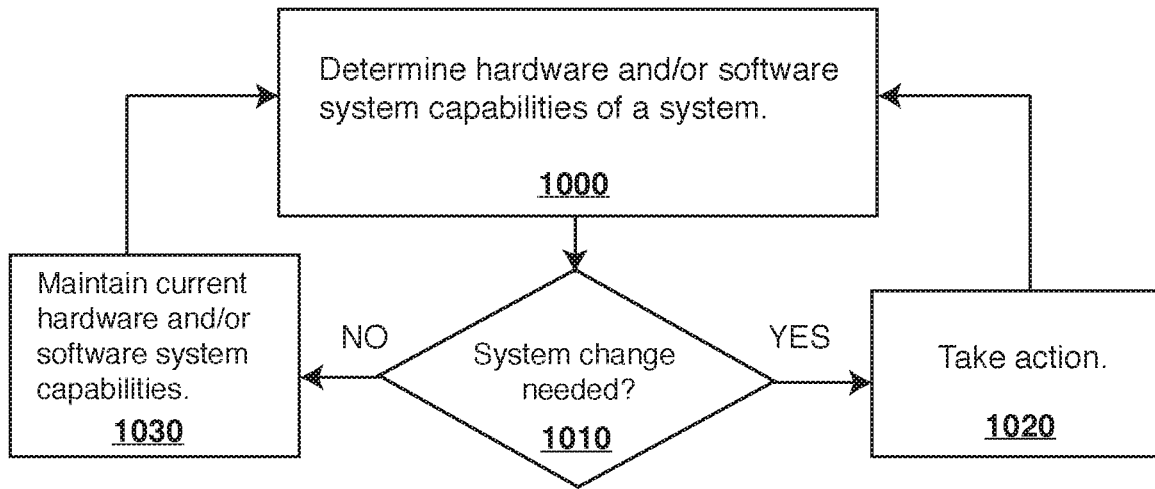 Determine hardware and/or software
system capabilities of a system.
1000
Maintain current
hardware and/or
software system
capabilities.
1030
NO
System change
needed?
1010
YES
Take action.
1020